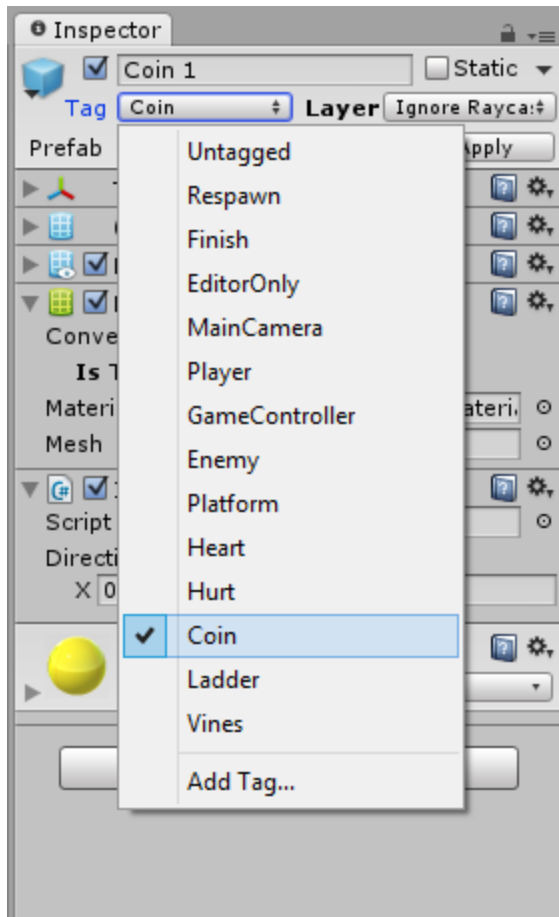 Inspector
Coin 1 Static
Tag Coin Layer Ignore Rayca
Prefab Apply
Untagged
Respawn
Finish
EditorOnly
MainCamera
Player
GameController
Enemy
Platform
Heart
Hurt
Coin
Ladder
Vines
Add Tag...
Conve
Is T
Materi ateri
Mesh
Script
Directi
X 0